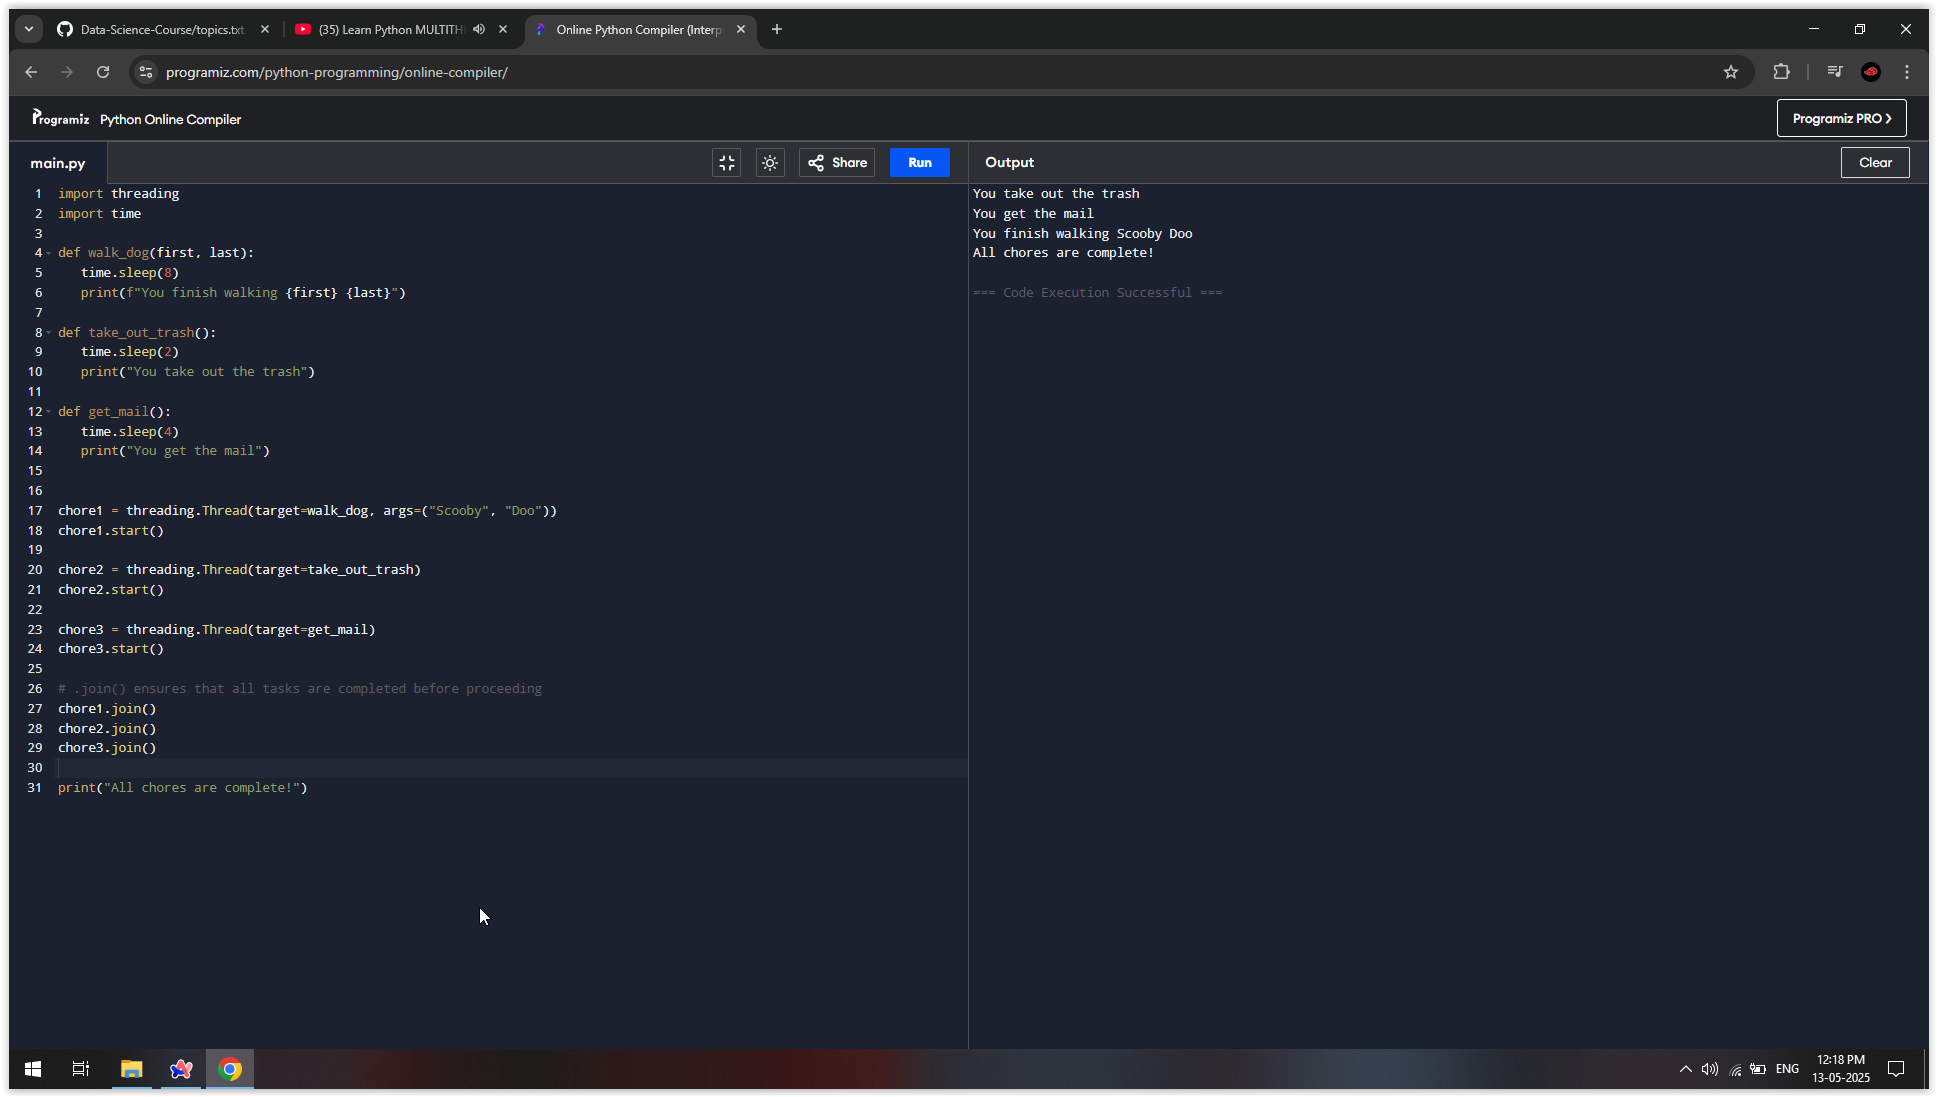 Data-Science-Course/topics.txt
(35) Learn Python MULTITH
Online Python Compiler (Interp
programiz.com/python-programming/online-compiler/
Programiz Python Online Compiler
Programiz PRO
main.py
Share
Run
Output
Clear
1 import threading
2 import time
3
4 def walk_dog(first, last):
5 time.sleep(8)
6 print(f"You finish walking {first} {last}")
7
8 def take_out_trash():
9 time.sleep(2)
10 print("You take out the trash")
11
12 def get_mail():
13 time.sleep(4)
14 print("You get the mail")
15
16
17 chore1 = threading.Thread(target=walk_dog, args=("Scooby", "Doo"))
18 chore1.start()
19
20 chore2 = threading.Thread(target=take_out_trash)
21 chore2.start()
22
23 chore3 = threading.Thread(target=get_mail)
24 chore3.start()
25
26 # .join() ensures that all tasks are completed before proceeding
27 chore1.join()
28 chore2.join()
29 chore3.join()
30
31 print("All chores are complete!")
You take out the trash
You get the mail
You finish walking Scooby Doo
All chores are complete!
=== Code Execution Successful ===
ENG
12:18 PM
13-05-2025